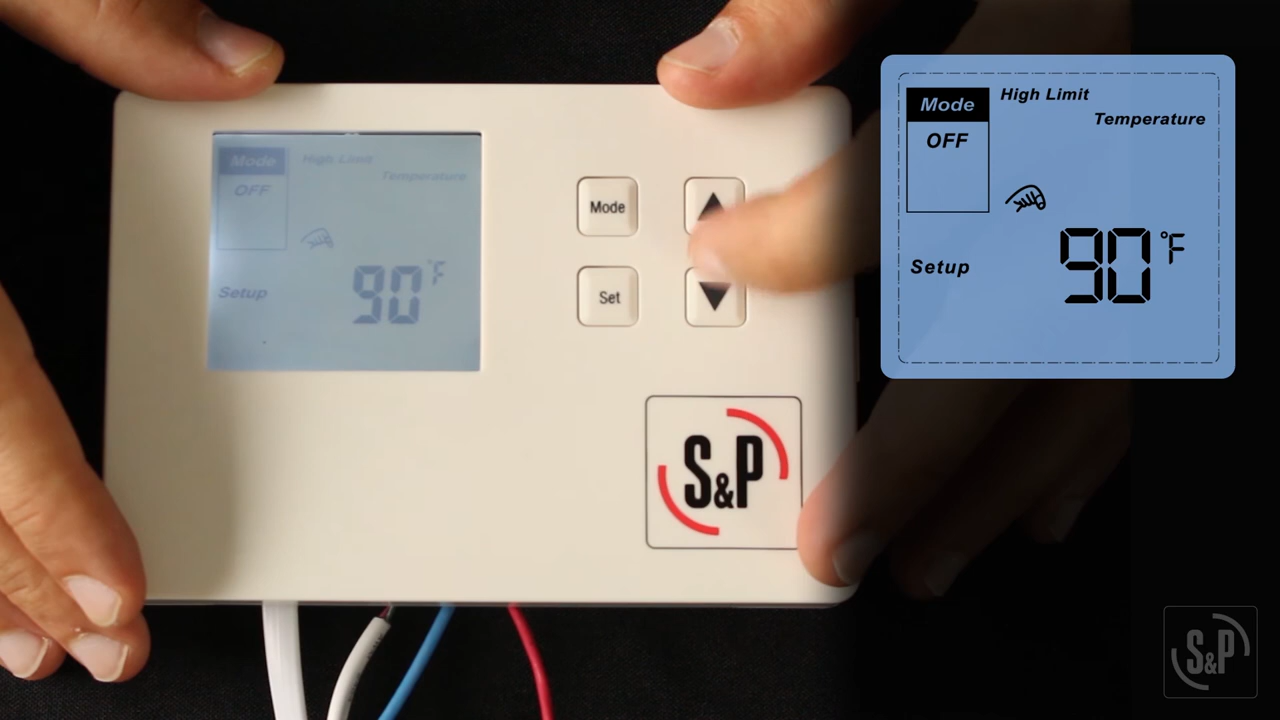 Mode
High Limit
Temperature
OFF
Setup
90 °F
Mode
Set
S&P
Mode
High Limit
Temperature
OFF
Setup
90 °F
S&P